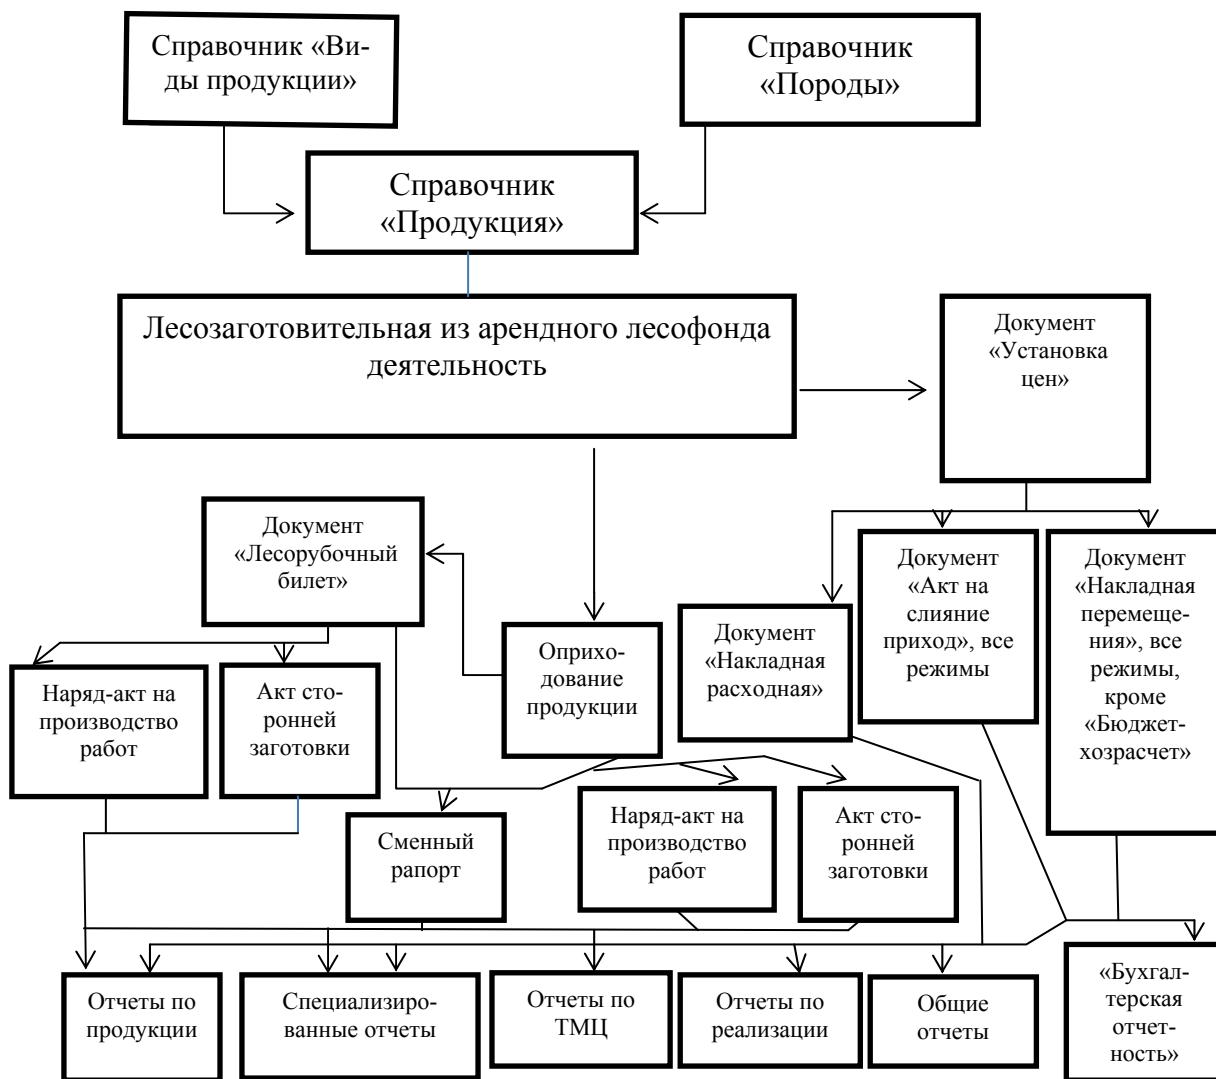 Справочник «Ви-
ды продукции»
Справочник
«Породы»
Справочник
«Продукция»
Лесозаготовительная из арендного лесофонда
деятельность
Документ
«Установка
цен»
Документ
«Лесорубочный
билет»
Документ
«Акт на
слияние
приход», все
режимы
Документ
«Накладная
перемеще-
ния», все
режимы,
кроме
«Бюджет-
хозрасчет»
Документ
«Накладная
расходная»
Оприхо-
дование
продукции
Наряд-акт на
производство
работ
Акт сто-
ронней
заготовки
Сменный
рапорт
Наряд-акт на
производство
работ
Акт сто-
ронней
заготовки
Отчеты по
продукции
Специализиро-
ванные отчеты
Отчеты по
ТМЦ
Отчеты по
реализации
Общие
отчеты
«Бухгал-
терская
отчет-
ность»